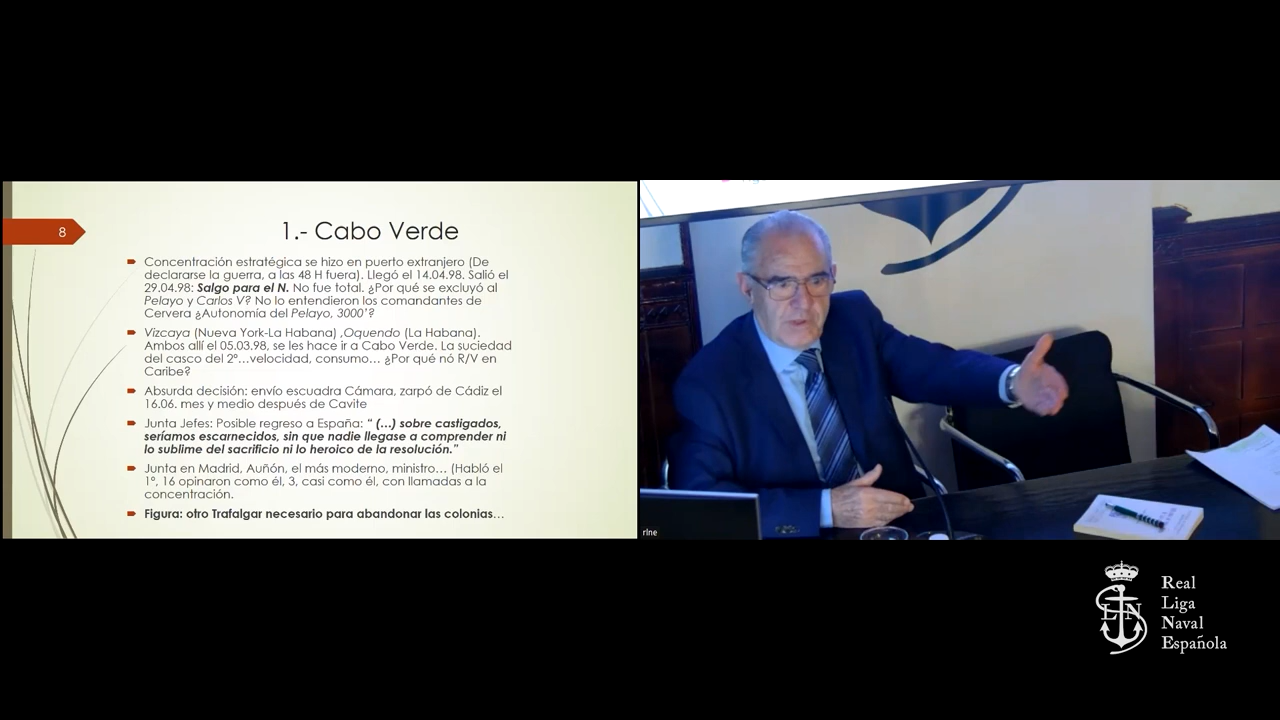 8
1.- Cabo Verde
Concentración estratégica se hizo en puerto extranjero (De
declararse la guerra, a las 48 H fuera). Llegó el 14.04.98. Salió el
29.04.98: Salgo para el N. No fue total. ¿Por qué se excluyó al
Pelayo y Carlos V? No lo entendieron los comandantes de
Cervera ¿Autonomía del Pelayo, 3000'?
Vizcaya (Nueva York-La Habana) ,Oquendo (La Habana).
Ambos allí el 05.03.98, se les hace ir a Cabo Verde. La suciedad
del casco del 2º...velocidad, consumo... ¿Por qué nó R/V en
Caribe?
Absurda decisión: envío escuadra Cámara, zarpó de Cádiz el
16.06. mes y medio después de Cavite
Junta Jefes: Posible regreso a España: " (...) sobre castigados,
seríamos escarnecidos, sin que nadie llegase a comprender ni
lo sublime del sacrificio ni lo heroico de la resolución."
Junta en Madrid, Auñón, el más moderno, ministro... (Habló el
1º, 16 opinaron como él, 3, casi como él, con llamadas a la
concentración.
Figura: otro Trafalgar necesario para abandonar las colonias...
rine
LN
Real
Liga
Naval
Española